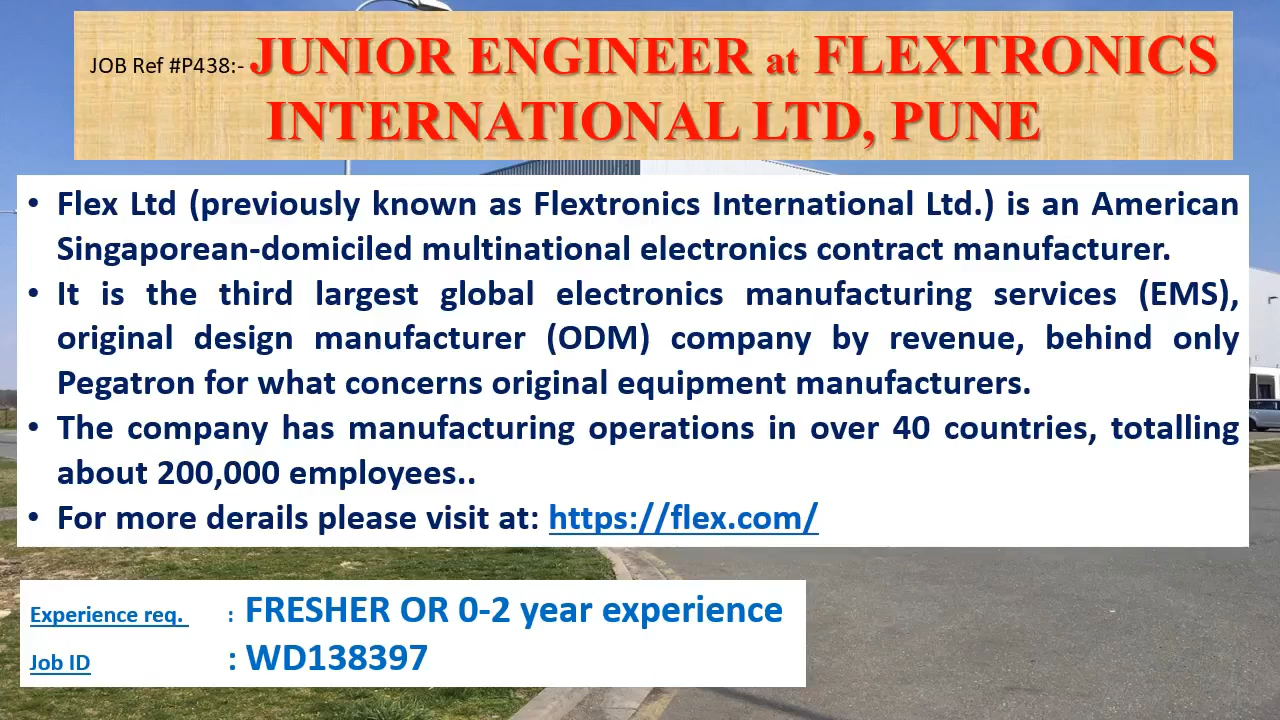 JOB Ref #P438:- JUNIOR ENGINEER at FLEXTRONICS
INTERNATIONAL LTD, PUNE
• Flex Ltd (previously known as Flextronics International Ltd.) is an American
Singaporean-domiciled multinational electronics contract manufacturer.
• It is the third largest global electronics manufacturing services (EMS),
original design manufacturer (ODM) company by revenue, behind only
Pegatron for what concerns original equipment manufacturers.
• The company has manufacturing operations in over 40 countries, totalling
about 200,000 employees..
• For more derails please visit at: https://flex.com/
Experience req. : FRESHER OR 0-2 year experience
Job ID : WD138397